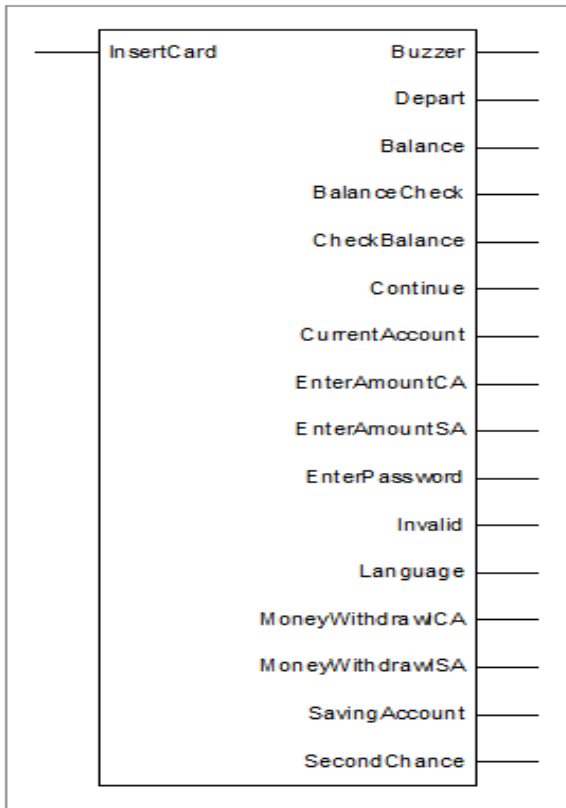 InsertCard Buzzer
Depart
Balance
BalanceCheck
CheckBalance
Continue
CurrentAccount
EnterAmountCA
EnterAmountSA
EnterPassword
Invalid
Language
MoneyWithdrawlCA
MoneyWithdrawlSA
SavingAccount
SecondChance